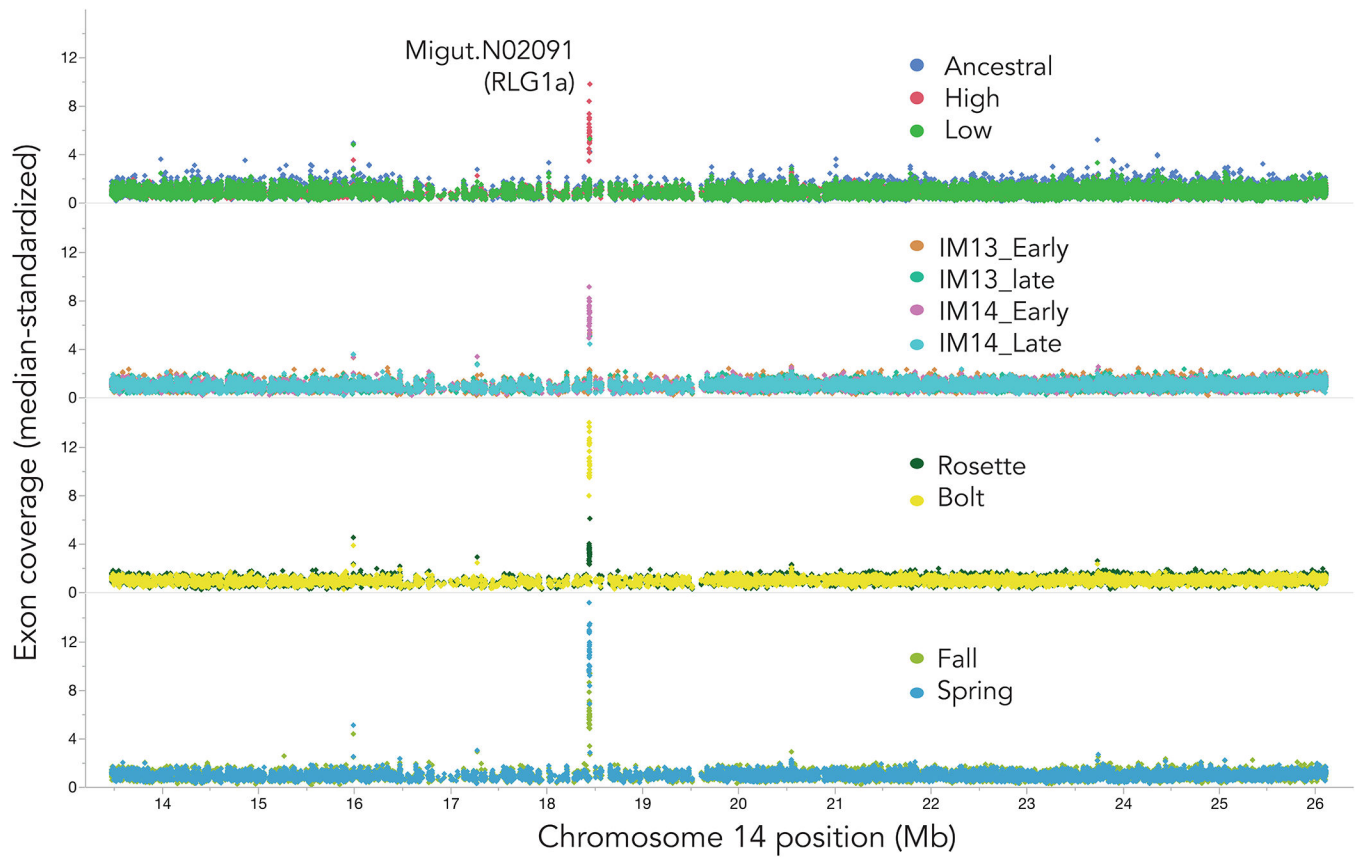 Exon coverage (median-standardized)
12
8
4
0
Migut.N02091
(RLG1a)
Ancestral
High
Low
12
8
4
0
IM13_Early
IM13_late
IM14_Early
IM14_Late
12
8
4
0
Rosette
Bolt
12
8
4
0
Fall
Spring
14 15 16 17 18 19 20 21 22 23 24 25 26
Chromosome 14 position (Mb)